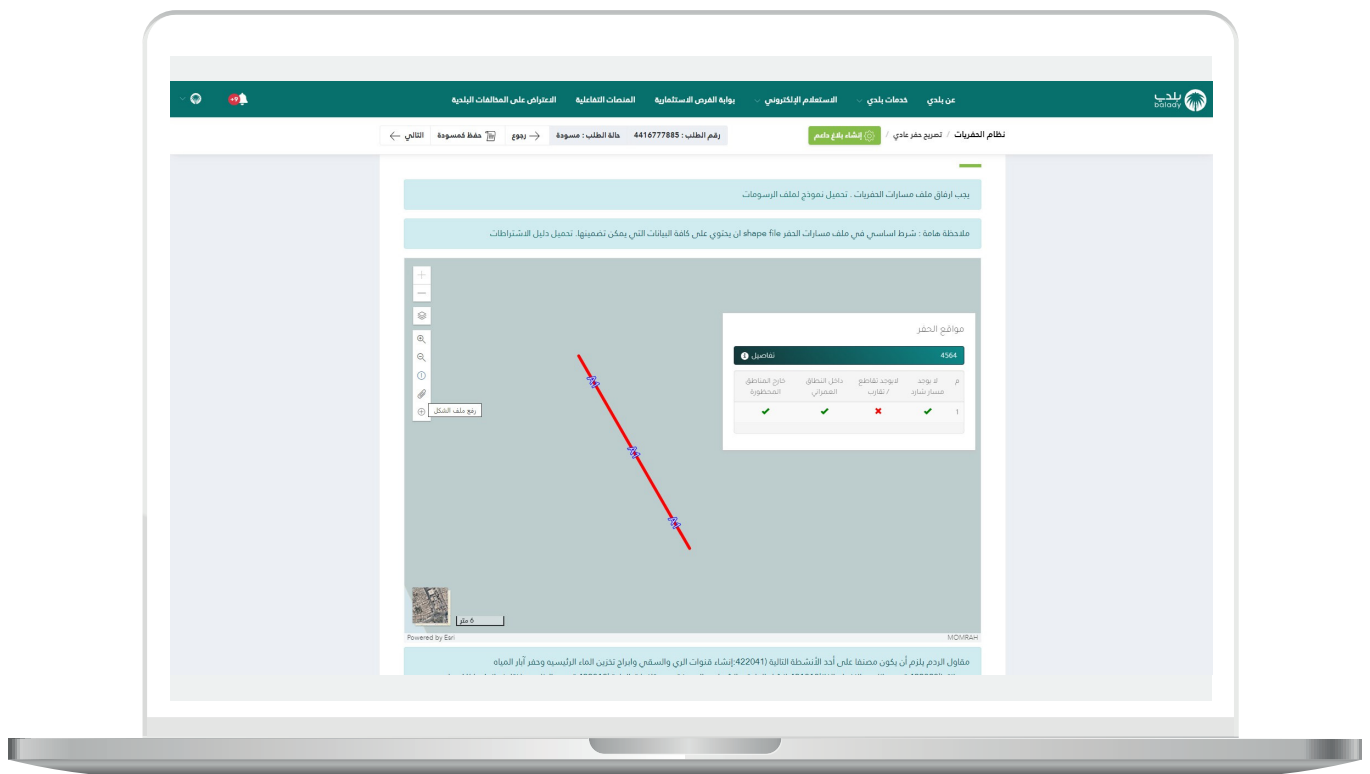 بلدي
balady
عن بلدي
خدمات بلدي
الاستعلام الإلكتروني
بوابة الفرص الاستثمارية
المنصات التفاعلية
الاعتراض على المخالفات البلدية
+9
نظام الحفريات / تصريح حفر عادي /
إنشاء بلاغ داعم
رقم الطلب : 4416777885
حالة الطلب : مسودة
رجوع
حفظ كمسودة
التالي
يجب ارفاق ملف مسارات الحفريات . تحميل نموذج لملف الرسومات
ملاحظة هامة : شرط اساسي في ملف مسارات الحفر shape file ان يحتوي على كافة البيانات التي يمكن تضمينها. تحميل دليل الاشتراطات
مواقع الحفر
4564 تفاصيل
م لا يوجد مسار شارد لايوجد تقاطع / تقارب داخل النطاق العمراني خارج المناطق المحظورة
1
رفع ملف الشكل
6 متر
Powered by Esri
MOMRAH
مقاول الردم يلزم أن يكون مصنفا على أحد الأنشطة التالية (422041:إنشاء قنوات الري والسقي وابراج تخزين الماء الرئيسيه وحفر آبار المياه